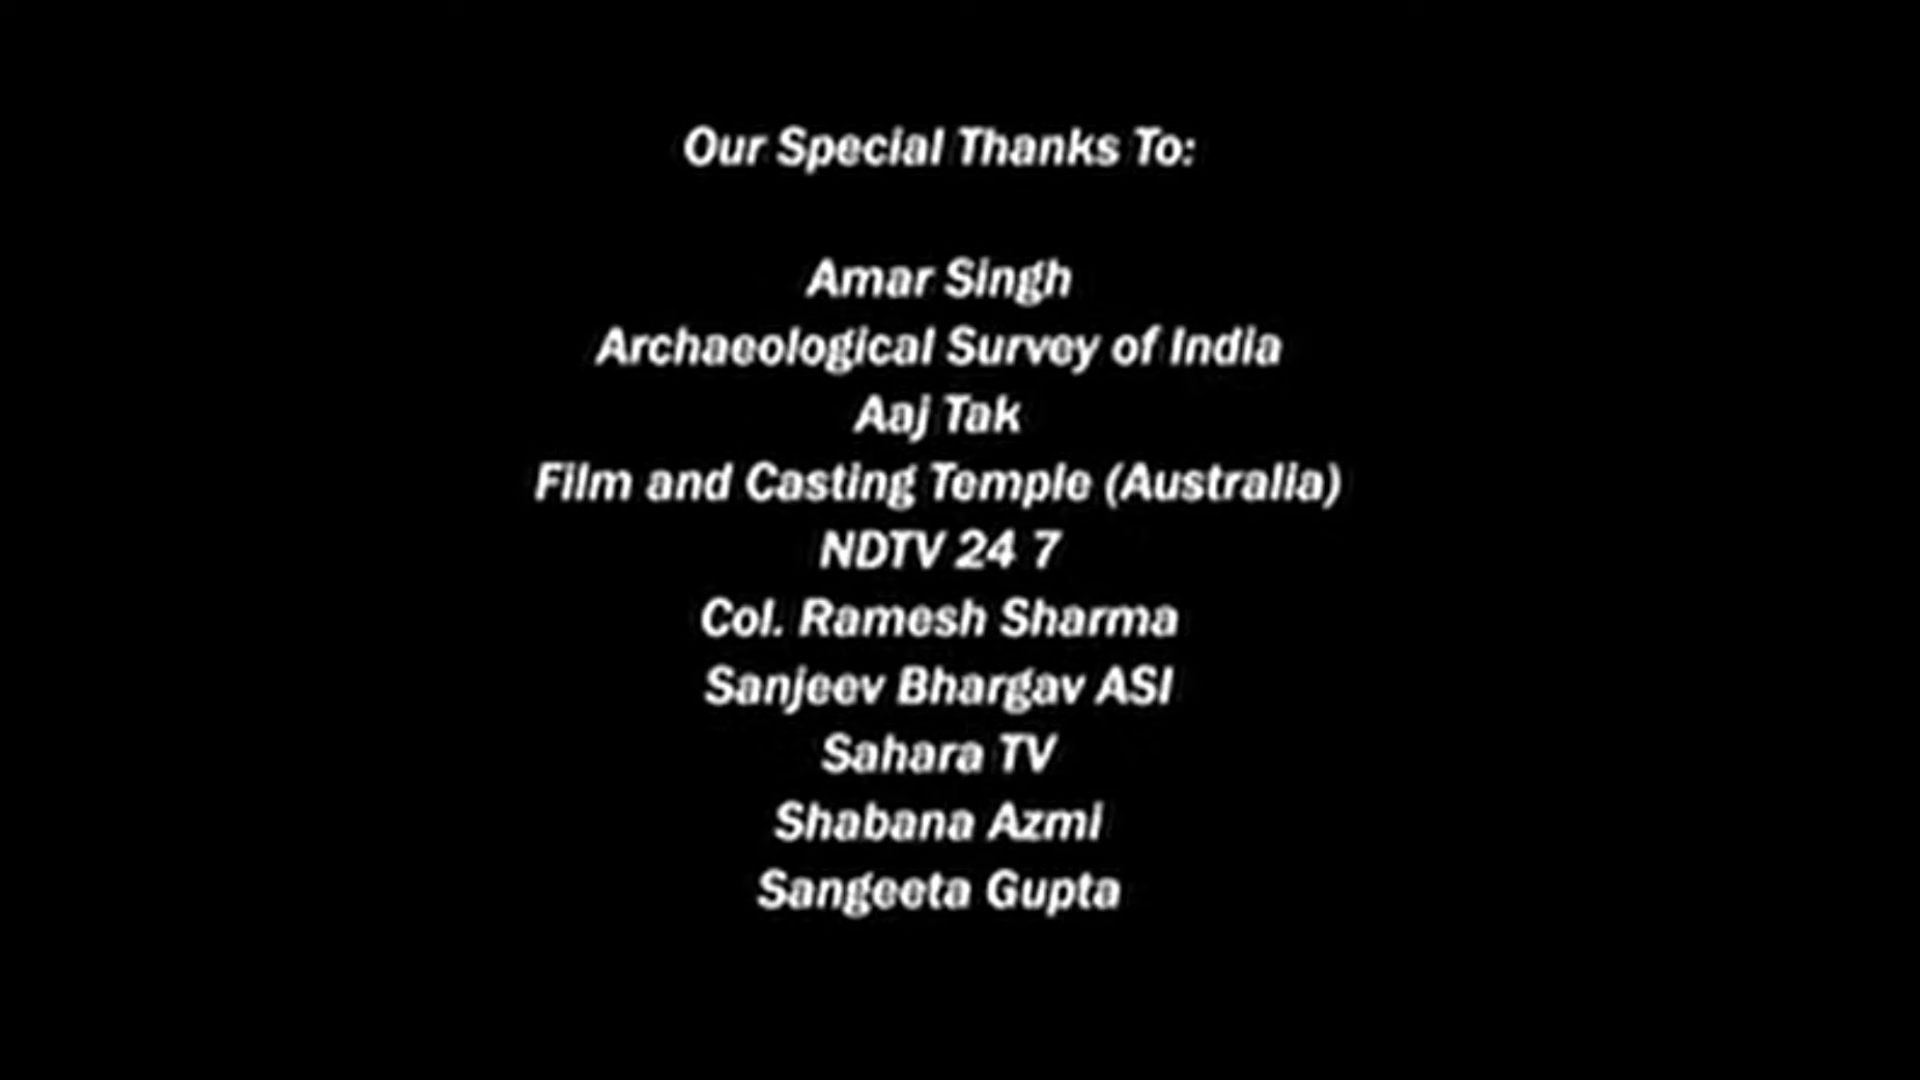 Our Special Thanks To:
Amar Singh
Archaeological Survey of India
Aaj Tak
Film and Casting Temple (Australia)
NDTV 24 7
Col. Ramesh Sharma
Sanjeev Bhargav ASI
Sahara TV
Shabana Azmi
Sangeeta Gupta